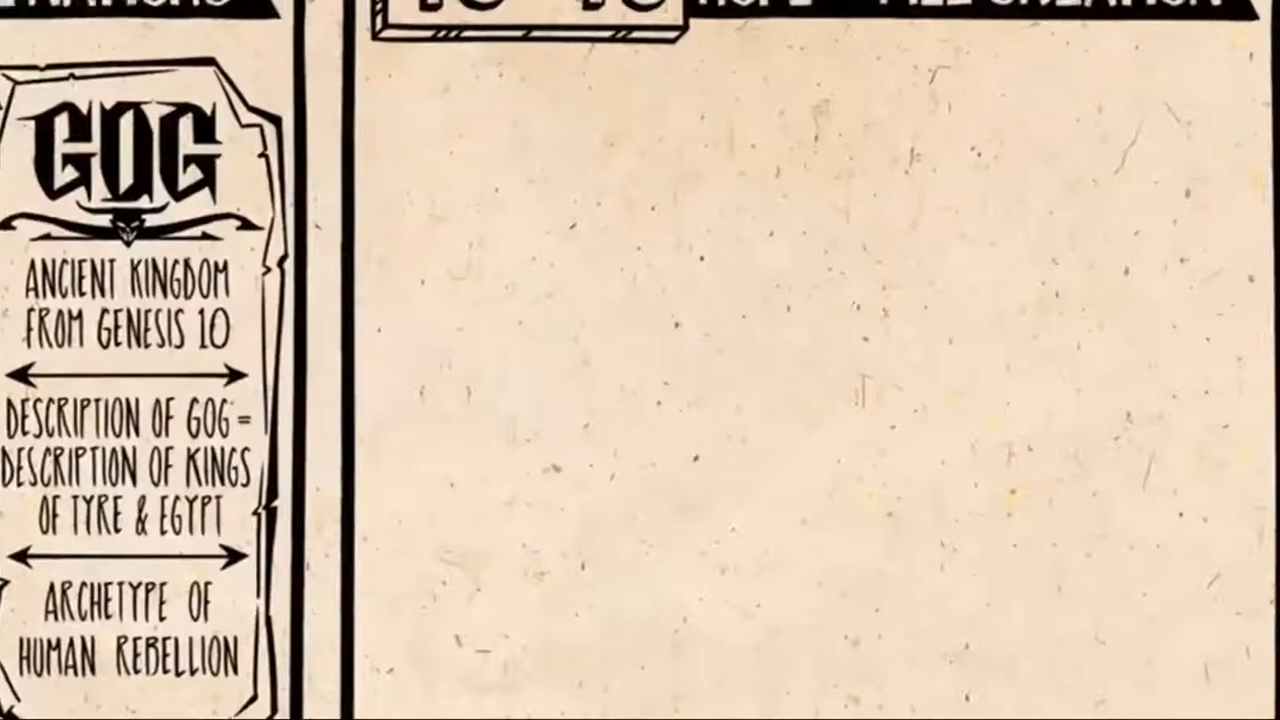 GOG
ANCIENT KINGDOM
FROM GENESIS 10
DESCRIPTION OF GOG =
DESCRIPTION OF KINGS
OF TYRE & EGYPT
ARCHETYPE OF
HUMAN REBELLION